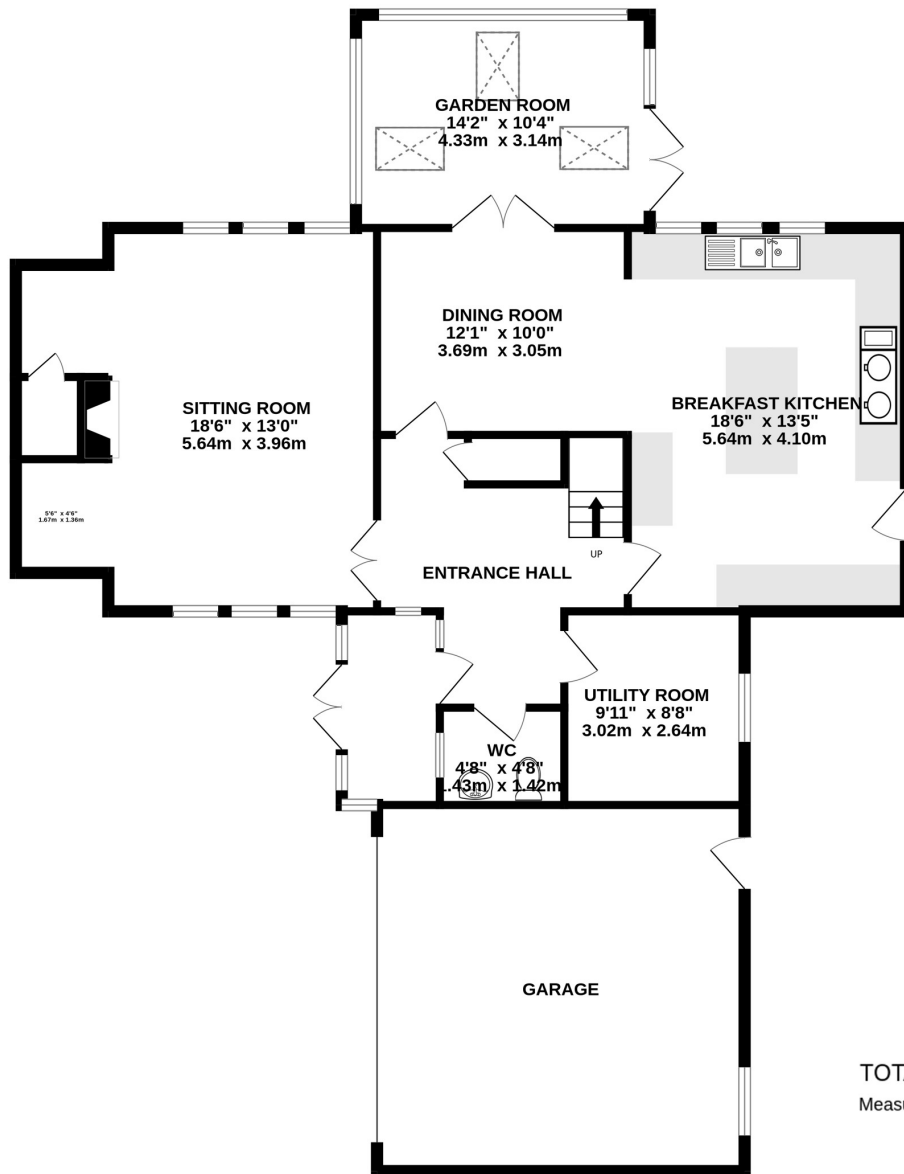 GARDEN ROOM
14'2" x 10'4"
4.33m x 3.14m
DINING ROOM
12'1" x 10'0"
3.69m x 3.05m
SITTING ROOM
18'6" x 13'0"
5.64m x 3.96m
BREAKFAST KITCHEN
18'6" x 13'5"
5.64m x 4.10m
5'6" x 4'6"
1.67m x 1.36m
UP
ENTRANCE HALL
UTILITY ROOM
9'11" x 8'8"
3.02m x 2.64m
WC
4'8" x 4'8"
1.43m x 1.42m
GARAGE